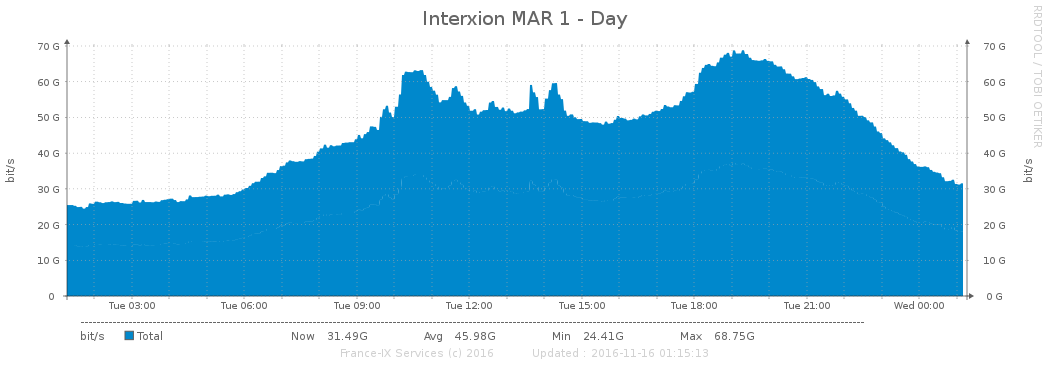 Interxion MAR 1 - Day
RRDTOOL / TOBI OETIKER
bit/s
70 G 70 G
60 G 60 G
50 G 50 G
40 G 40 G
30 G 30 G
20 G 20 G
10 G 10 G
0 0 G
bit/s
Tue 03:00 Tue 06:00 Tue 09:00 Tue 12:00 Tue 15:00 Tue 18:00 Tue 21:00 Wed 00:00
bit/s Total Now 31.49G Avg 45.98G Min 24.41G Max 68.75G
France-IX Services (c) 2016 Updated : 2016-11-16 01:15:13